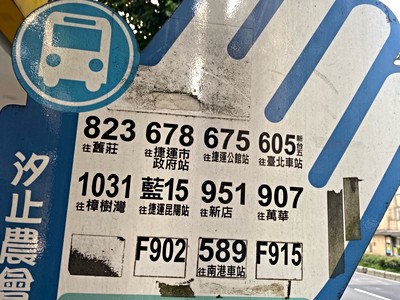 汐止農會
823 678 675 605 新台五
往舊莊 往捷運市政府站 往捷運公館站 往臺北車站
1031 藍15 951 907
往樟樹灣 往捷運昆陽站 往新店 往萬華
F902 589 F915
往南港車站